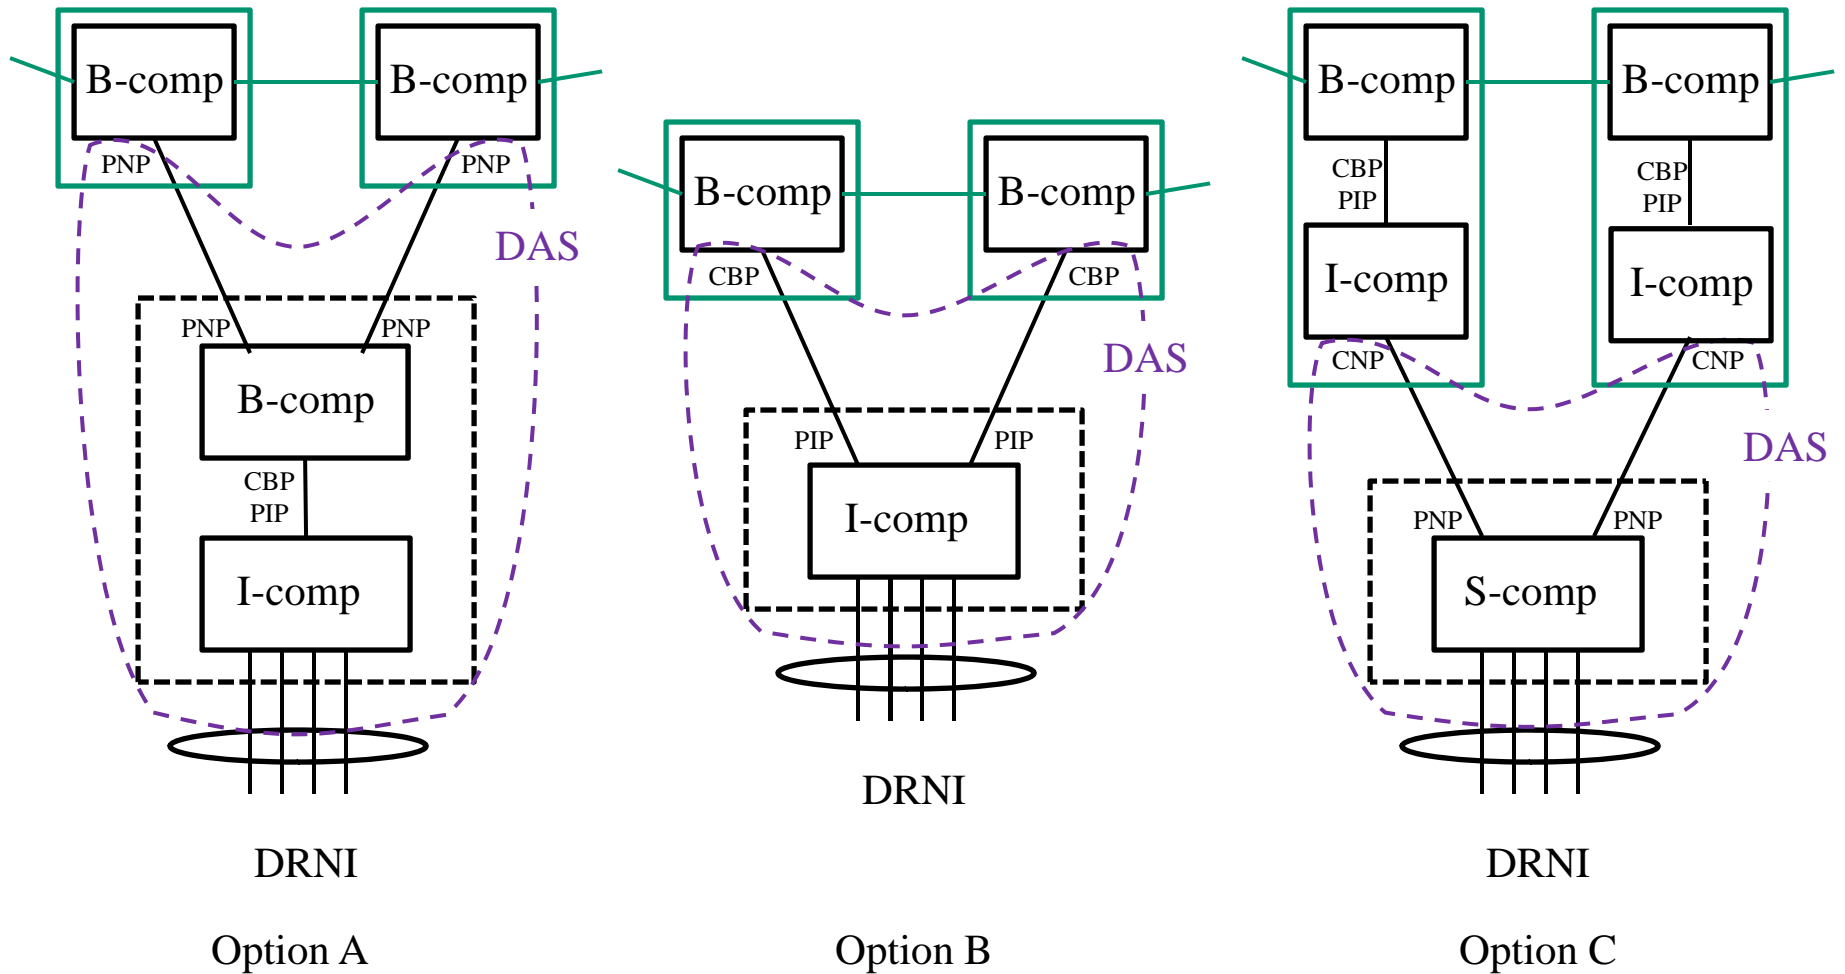 B-comp
B-comp
PNP
PNP
DAS
PNP
PNP
B-comp
CBP
PIP
I-comp
DRNI
Option A
B-comp
B-comp
CBP
CBP
DAS
PIP
PIP
I-comp
DRNI
Option B
B-comp
B-comp
CBP
PIP
CBP
PIP
I-comp
I-comp
CNP
CNP
DAS
PNP
PNP
S-comp
DRNI
Option C